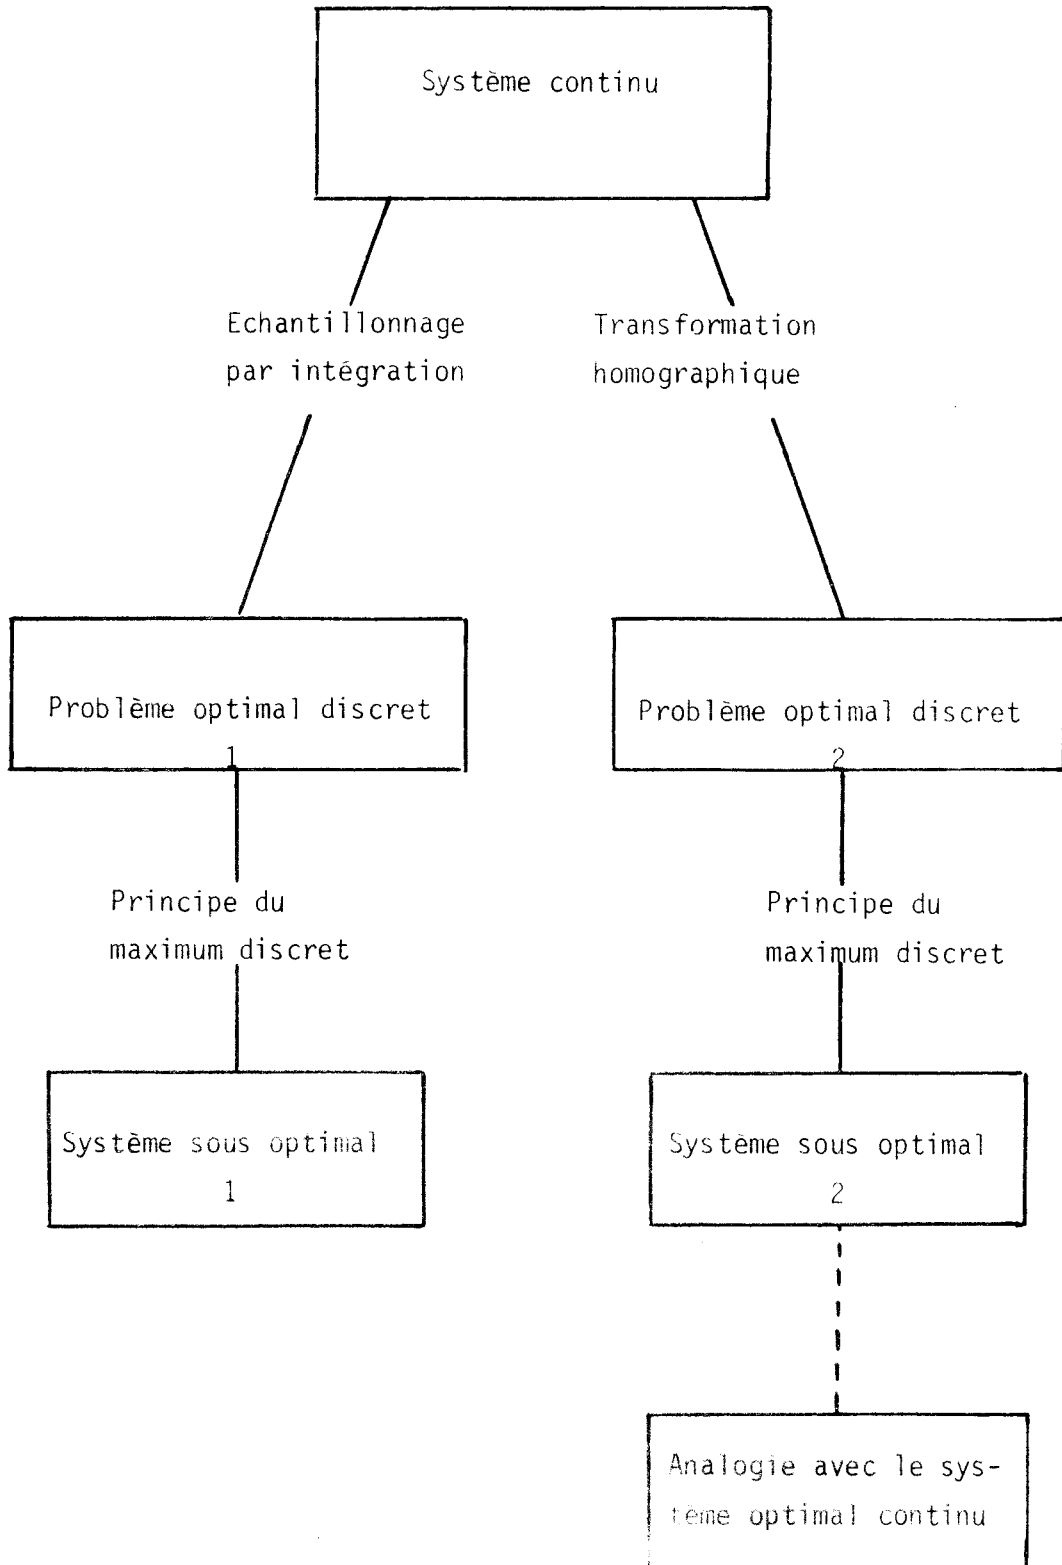 Système continu
Echantillonnage
par intégration
Transformation
homographique
Problème optimal discret
1
Problème optimal discret
2
Principe du
maximum discret
Principe du
maximum discret
Système sous optimal
1
Système sous optimal
2
Analogie avec le sys-
tème optimal continu